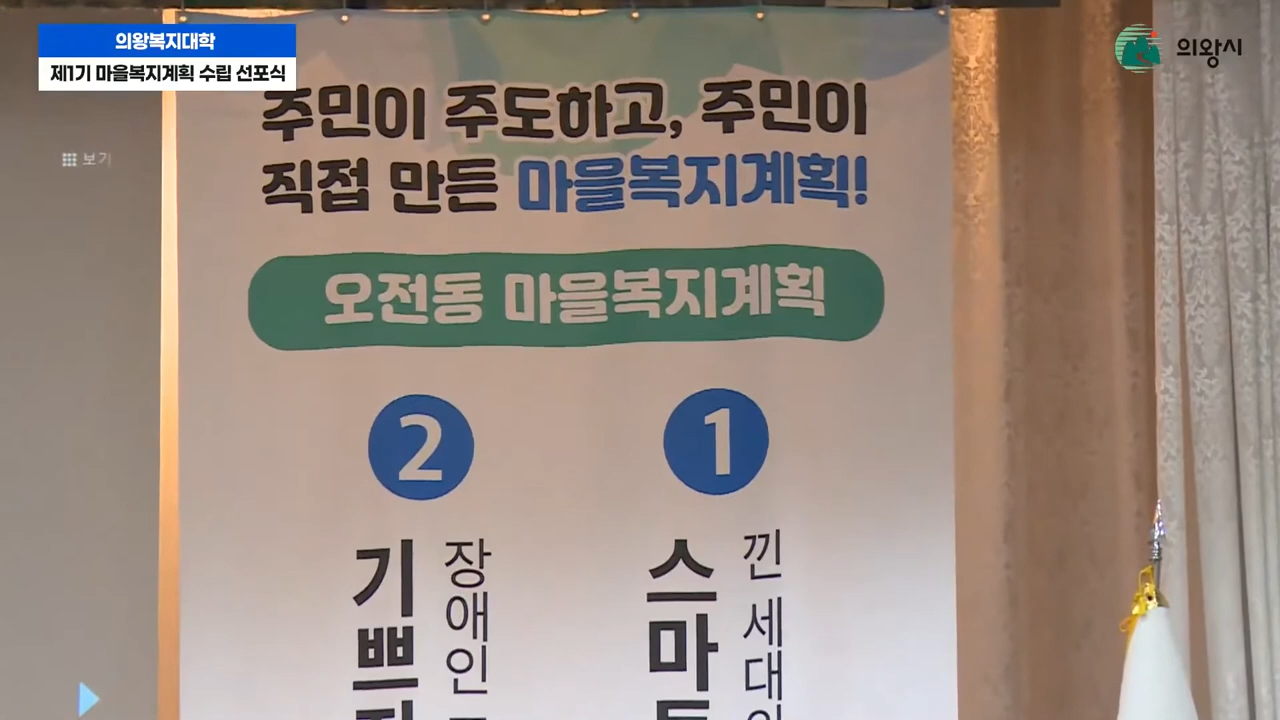 의왕복지대학
제1기 마을복지계획 수립 선포식
의왕시
보기
주민이 주도하고, 주민이
직접 만든 마을복지계획!
오전동 마을복지계획
1
낀 세대의
스마트
2
장애인
기쁘지